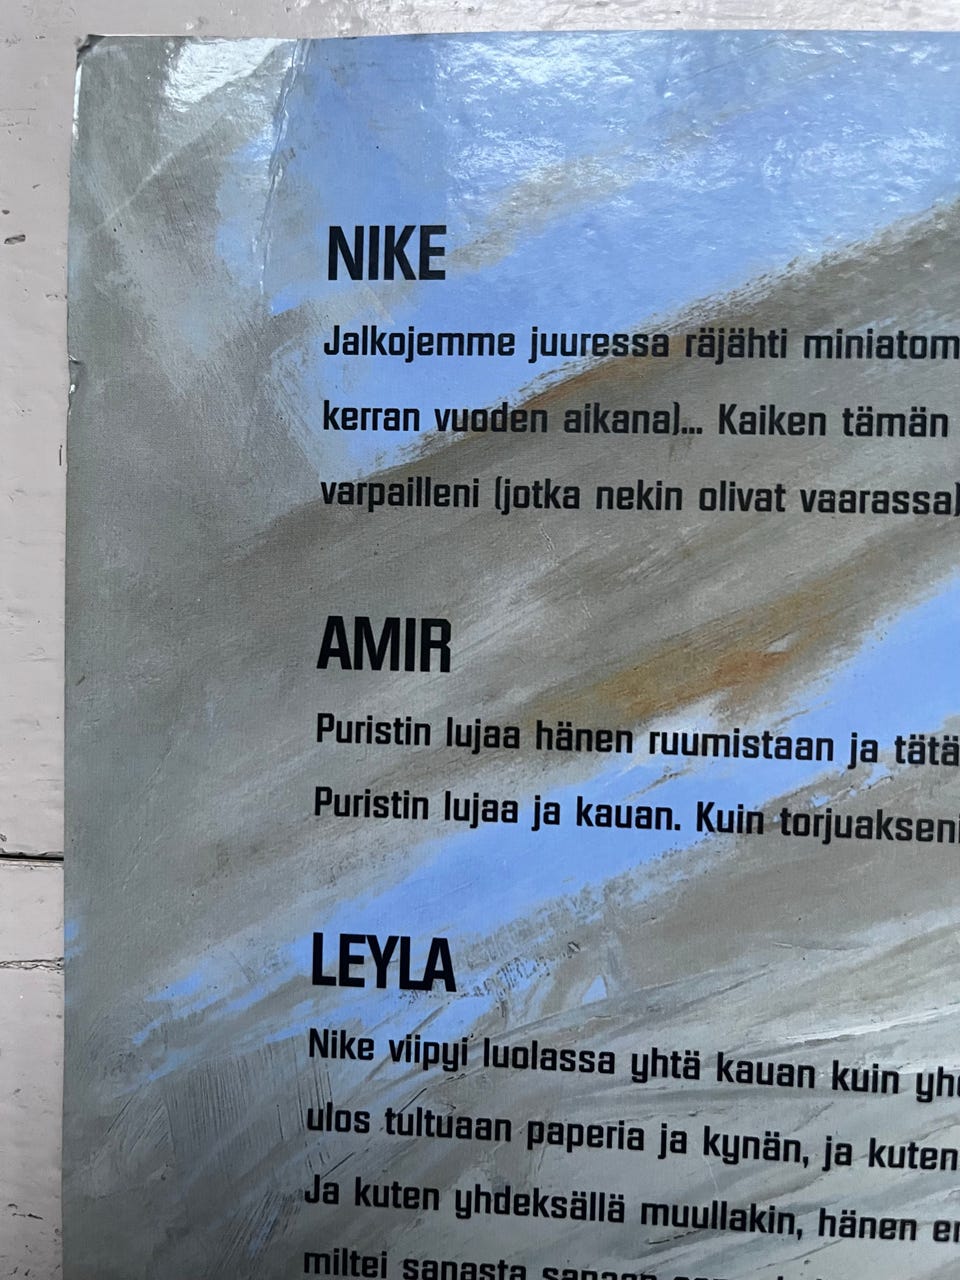 NIKE
Jalkojemme juuressa räjähti miniatom
kerran vuoden aikana)... Kaiken tämän
varpailleni (jotka nekin olivat vaarassa)
AMIR
Puristin lujaa hänen ruumistaan ja tätä
Puristin lujaa ja kauan. Kuin torjuakseni
LEYLA
Nike viipyi luolassa yhtä kauan kuin
ulos tultuaan paperia ja kynän, ja kuten
Ja kuten yhdeksällä muullakin, hänen
miltei sanasta sanaan